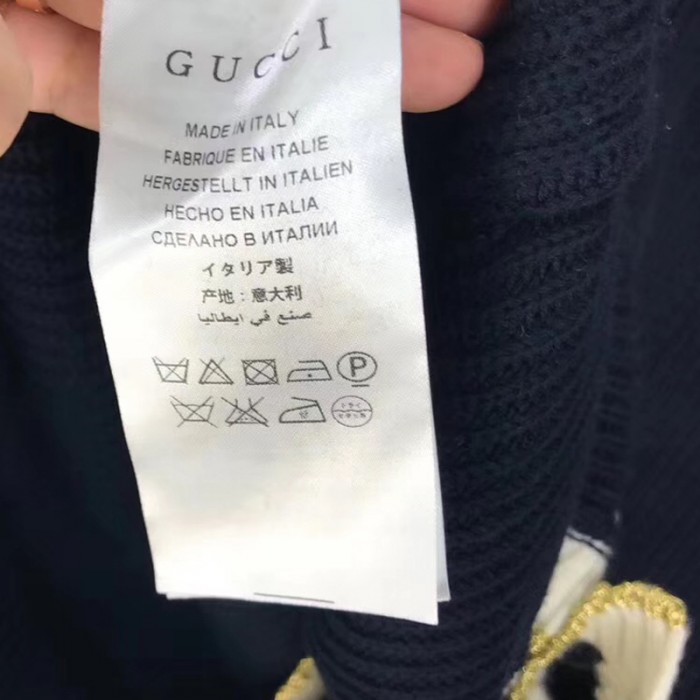 GUCCI
MADE IN ITALY
FABRIQUE EN ITALIE
HERGESTELLT IN ITALIEN
HECHO EN ITALIA
СДЕЛАНО В ИТАЛИИ
イタリア製
产地：意大利
صنع في ايطاليا
P